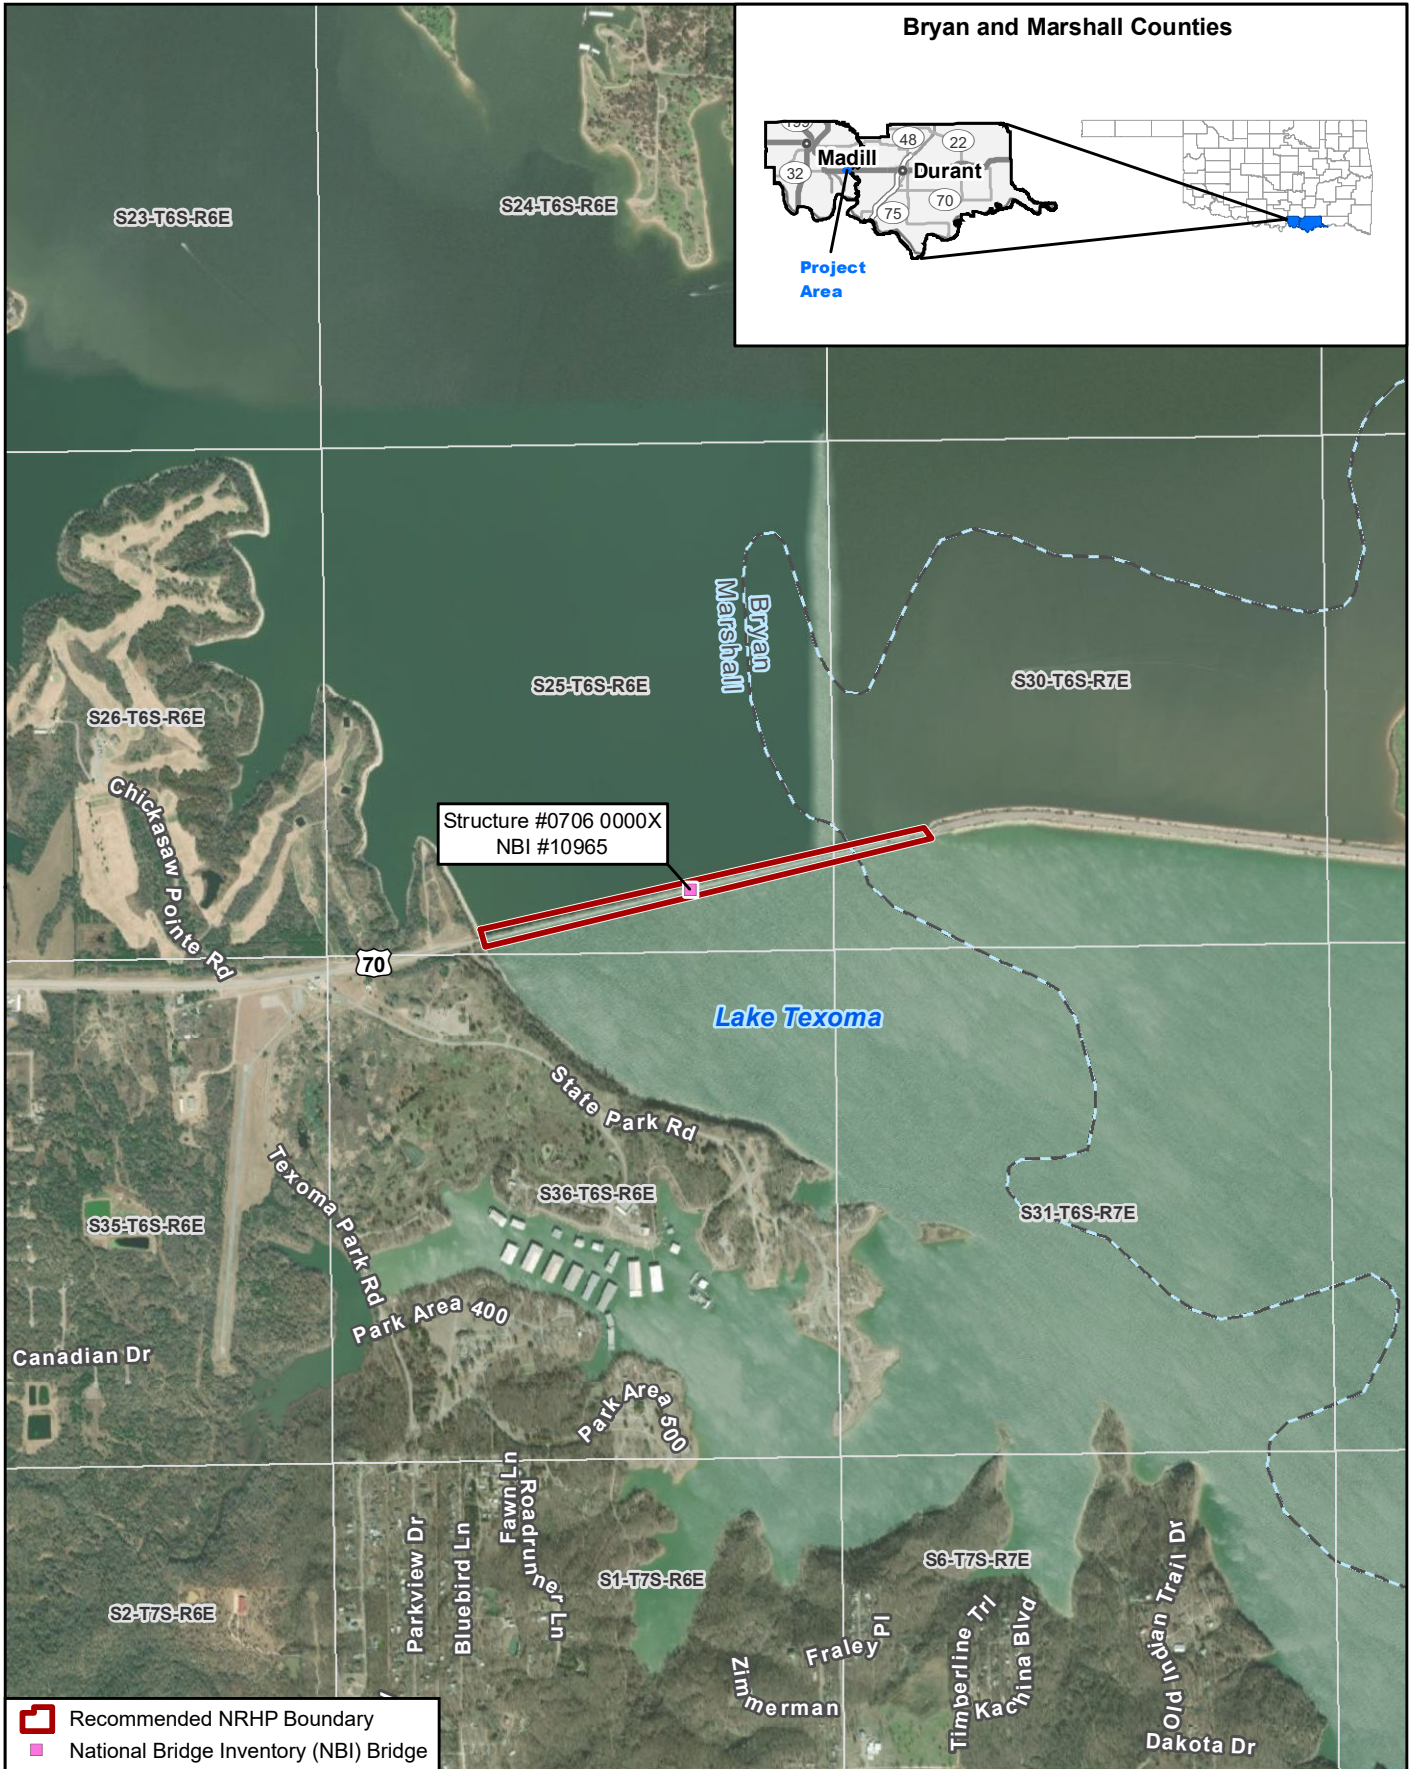 Bryan and Marshall Counties
48
22
Madill
Durant
32
70
75
Project
Area
S23-T6S-R6E
S24-T6S-R6E
Bryan
Marshall
S25-T6S-R6E
S30-T6S-R7E
S26-T6S-R6E
Chickasaw Pointe Rd
Structure #0706 0000X
NBI #10965
70
Lake Texoma
State Park Rd
Texoma Park Rd
S36-T6S-R6E
S35-T6S-R6E
S31-T6S-R7E
Park Area 400
Canadian Dr
Park Area 500
Fawn Ln
Roadrunner Ln
Parkview Dr
Bluebird Ln
S1-T7S-R6E
S6-T7S-R7E
S2-T7S-R6E
Old Indian Trail Dr
Fraley Pl
Timberline Trl
Kachina Blvd
Zimmerman
Dakota Dr
Recommended NRHP Boundary
National Bridge Inventory (NBI) Bridge